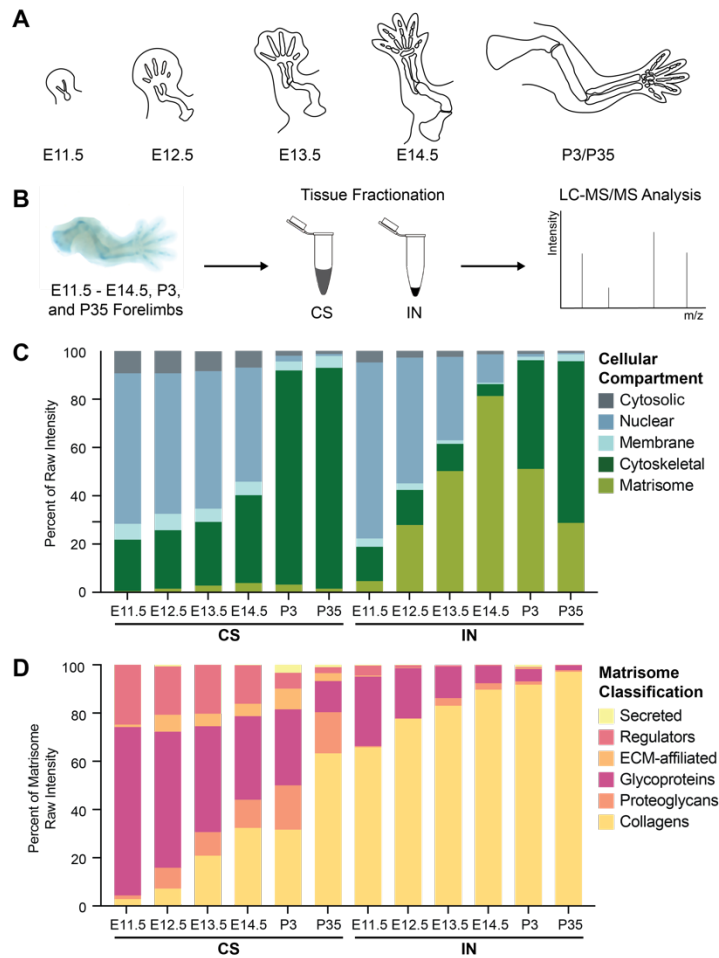 A
E11.5
E12.5
E13.5
E14.5
P3/P35
B
Tissue Fractionation
LC-MS/MS Analysis
E11.5 - E14.5, P3,
and P35 Forelimbs
CS
IN
Intensity
m/z
C
Percent of Raw Intensity
100
80
60
40
20
0
E11.5 E12.5 E13.5 E14.5 P3 P35 E11.5 E12.5 E13.5 E14.5 P3 P35
CS
IN
Cellular
Compartment
Cytosolic
Nuclear
Membrane
Cytoskeletal
Matrisome
D
Percent of Matrisome
Raw Intensity
100
80
60
40
20
0
E11.5 E12.5 E13.5 E14.5 P3 P35 E11.5 E12.5 E13.5 E14.5 P3 P35
CS
IN
Matrisome
Classification
Secreted
Regulators
ECM-affiliated
Glycoproteins
Proteoglycans
Collagens